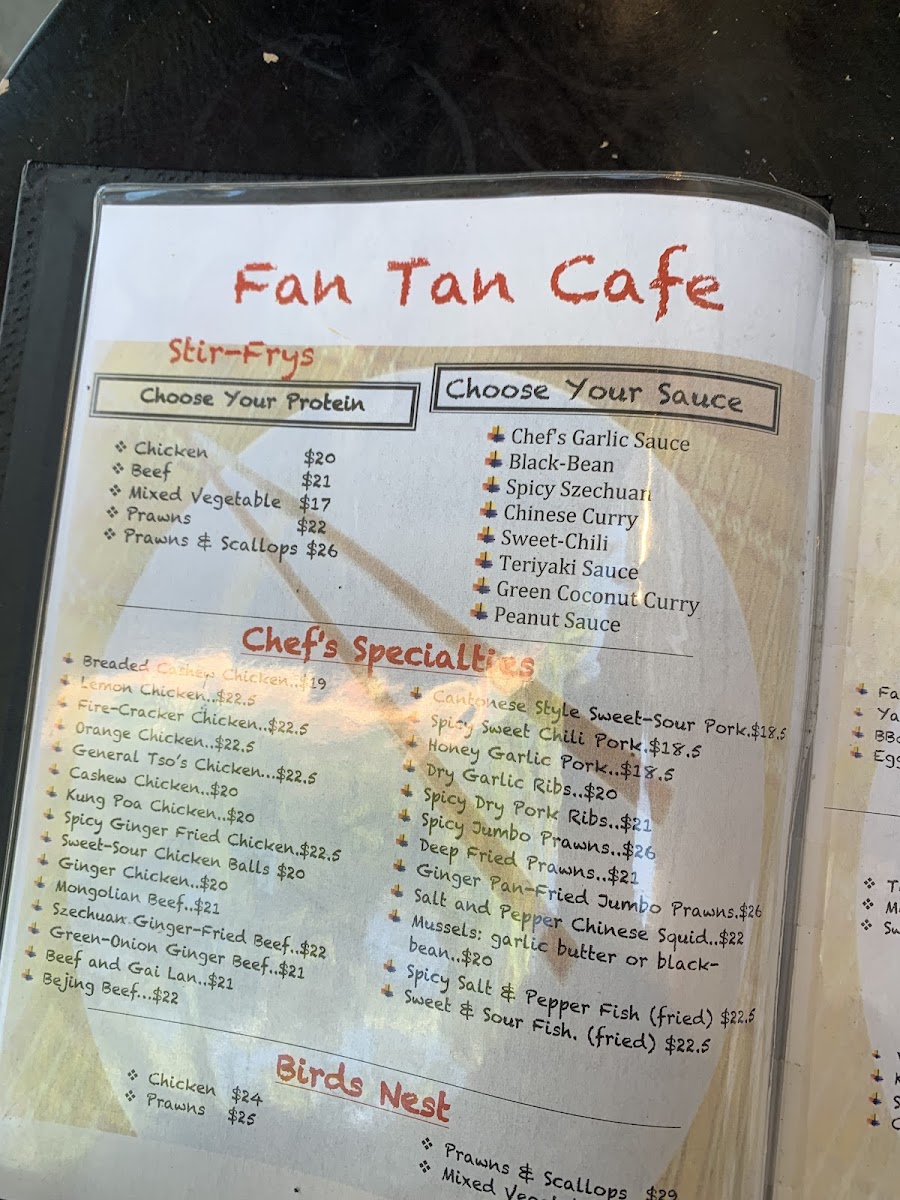 Fan Tan Cafe
Stir-Frys
Choose Your Protein
Chicken $20
Beef $21
Mixed Vegetable $17
Prawns $22
Prawns & Scallops $26
Choose Your Sauce
Chef's Garlic Sauce
Black-Bean
Spicy Szechuan
Chinese Curry
Sweet-Chili
Teriyaki Sauce
Green Coconut Curry
Peanut Sauce
Chef's Specialties
Breaded Cashew Chicken..$19
Lemon Chicken..$22.5
Fire-Cracker Chicken..$22.5
Orange Chicken..$22.5
General Tso's Chicken...$22.5
Cashew Chicken..$20
Kung Poa Chicken..$20
Spicy Ginger Fried Chicken.$22.5
Sweet-Sour Chicken Balls $20
Ginger Chicken..$20
Mongolian Beef..$21
Szechuan Ginger-Fried Beef..$22
Green-Onion Ginger Beef..$21
Beef and Gai Lan..$21
Bejing Beef...$22
Cantonese Style Sweet-Sour Pork.$18.5
Spicy Sweet Chili Pork.$18.5
Honey Garlic Pork..$18.5
Dry Garlic Ribs..$20
Spicy Dry Pork Ribs..$21
Spicy Jumbo Prawns..$26
Deep Fried Prawns..$21
Ginger Pan-Fried Jumbo Prawns.$26
Salt and Pepper Chinese Squid..$22
Mussels: garlic butter or black-
bean..$20
Spicy Salt & Pepper Fish (fried) $22.5
Sweet & Sour Fish. (fried) $22.5
Birds Nest
Chicken $24
Prawns $25
Prawns & Scallops $29
Mixed